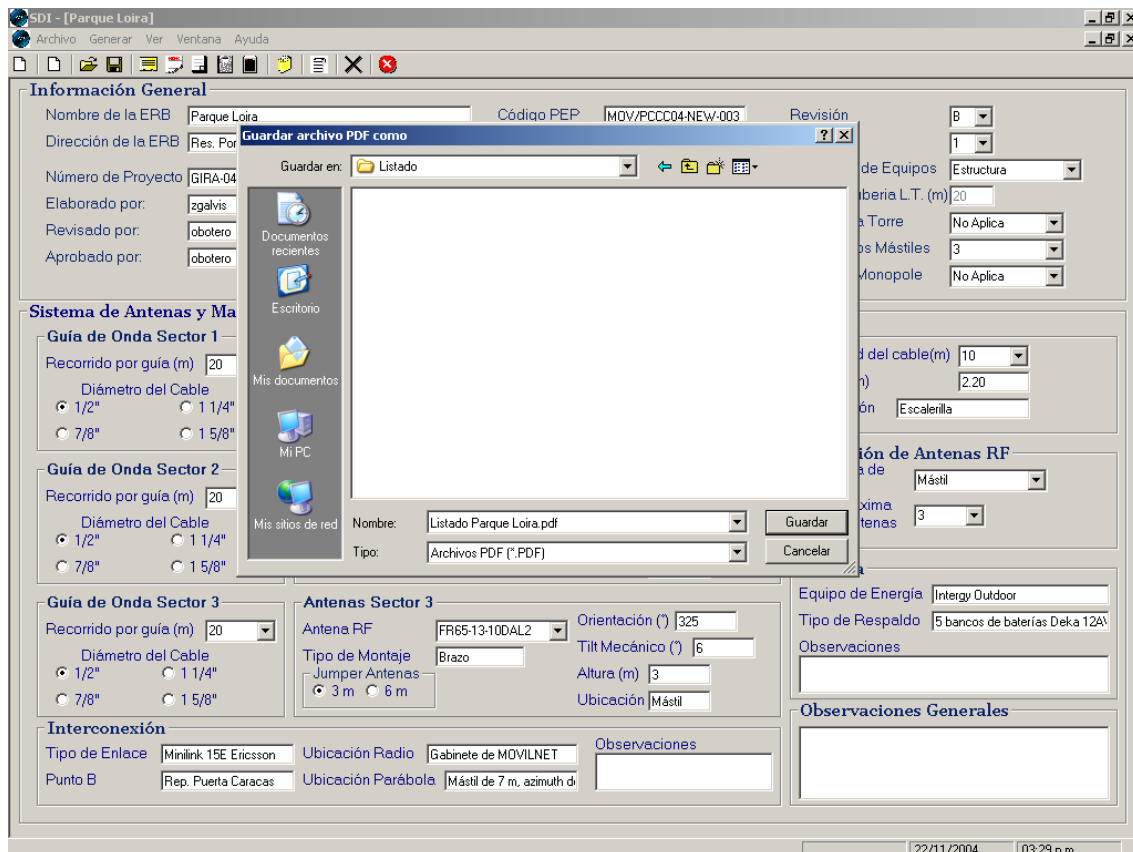 SDI - [Parque Loira]
Archivo Generar Ver Ventana Ayuda
Información General
Nombre de la ERB Parque Loira Código PEP MOV/PCCC04-NEW-003 Revisión B
Dirección de la ERB Res. Por 1
Número de Proyecto GIRA-04 de Equipos Estructura
Elaborado por: zgalvis uberia L.T. (m) 20
Revisado por: obotero a Torre No Aplica
Aprobado por: obotero os Mástiles 3
Monopole No Aplica
Guardar archivo PDF como
Guardar en: Listado
Documentos recientes
Escritorio
Mis documentos
Mi PC
Mis sitios de red
Nombre: Listado Parque Loira.pdf Guardar
Tipo: Archivos PDF (*.PDF) Cancelar
Sistema de Antenas y Ma
Guía de Onda Sector 1
Recorrido por guía (m) 20
Diámetro del Cable
1/2" 1 1/4"
7/8" 1 5/8"
d del cable(m) 10
n) 2.20
ón Escalerilla
Guía de Onda Sector 2
Recorrido por guía (m) 20
Diámetro del Cable
1/2" 1 1/4"
7/8" 1 5/8"
ión de Antenas RF
a de Mástil
xima
tenas 3
Guía de Onda Sector 3
Recorrido por guía (m) 20
Diámetro del Cable
1/2" 1 1/4"
7/8" 1 5/8"
Antenas Sector 3
Antena RF FR65-13-10DAL2 Orientación (°) 325
Tipo de Montaje Brazo Tilt Mecánico (°) 6
Jumper Antenas Altura (m) 3
3 m 6 m Ubicación Mástil
a
Equipo de Energía Intergy Outdoor
Tipo de Respaldo 5 bancos de baterías Deka 12A
Observaciones
Interconexión
Tipo de Enlace Minilink 15E Ericsson Ubicación Radio Gabinete de MOVILNET Observaciones
Punto B Rep. Puerta Caracas Ubicación Parábola Mástil de 7 m, azimuth d
Observaciones Generales
22/11/2004 03:29 p.m.